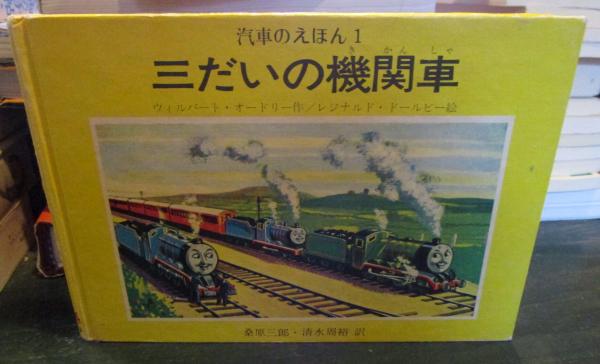 汽車のえほん 1
き かん しゃ
三だいの機関車
ウィルバート・オードリー作／レジナルド・ドールビー絵
桑原三郎・清水周裕 訳